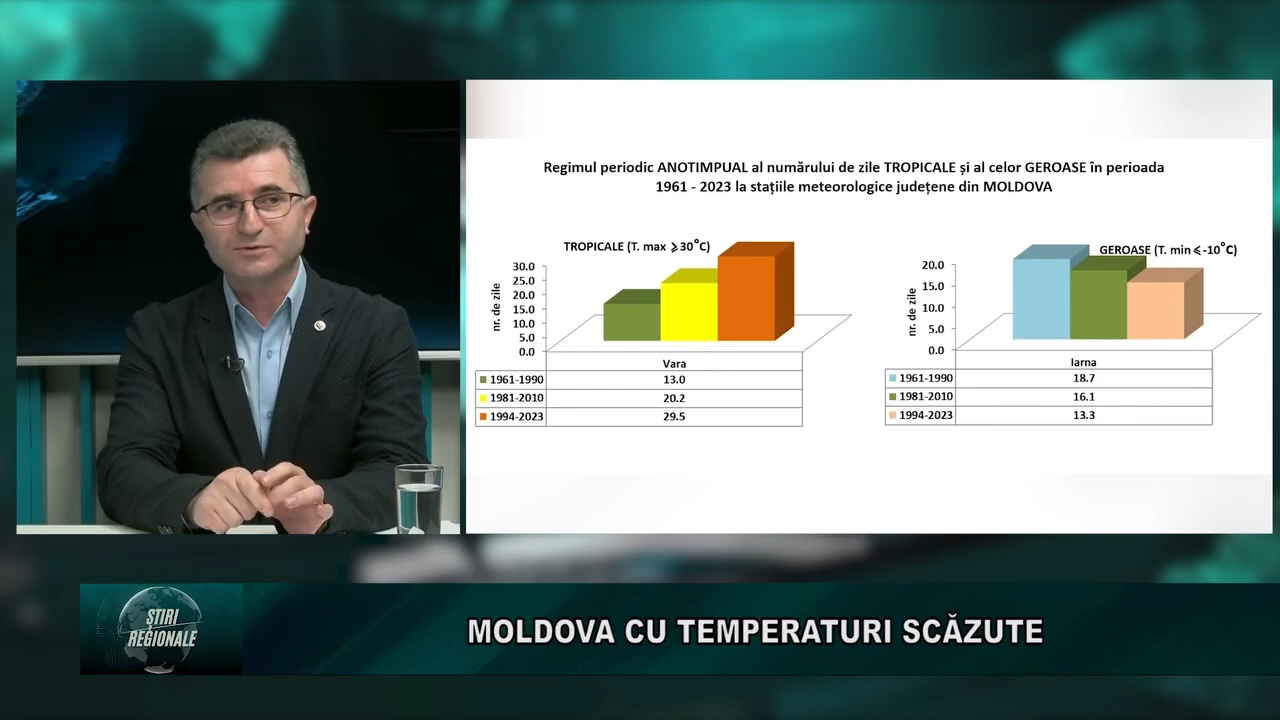 Regimul periodic ANOTIMPUAL al numărului de zile TROPICALE și al celor GEROASE în perioada
1961 - 2023 la stațiile meteorologice județene din MOLDOVA
TROPICALE (T. max ⩾30°C)
30.0
25.0
20.0
15.0
10.0
5.0
0.0
nr. de zile
Vara
1961-1990 13.0
1981-2010 20.2
1994-2023 29.5
GEROASE (T. min ⩽-10°C)
20.0
15.0
10.0
5.0
0.0
nr. de zile
Iarna
1961-1990 18.7
1981-2010 16.1
1994-2023 13.3
ȘTIRI
REGIONALE
MOLDOVA CU TEMPERATURI SCĂZUTE